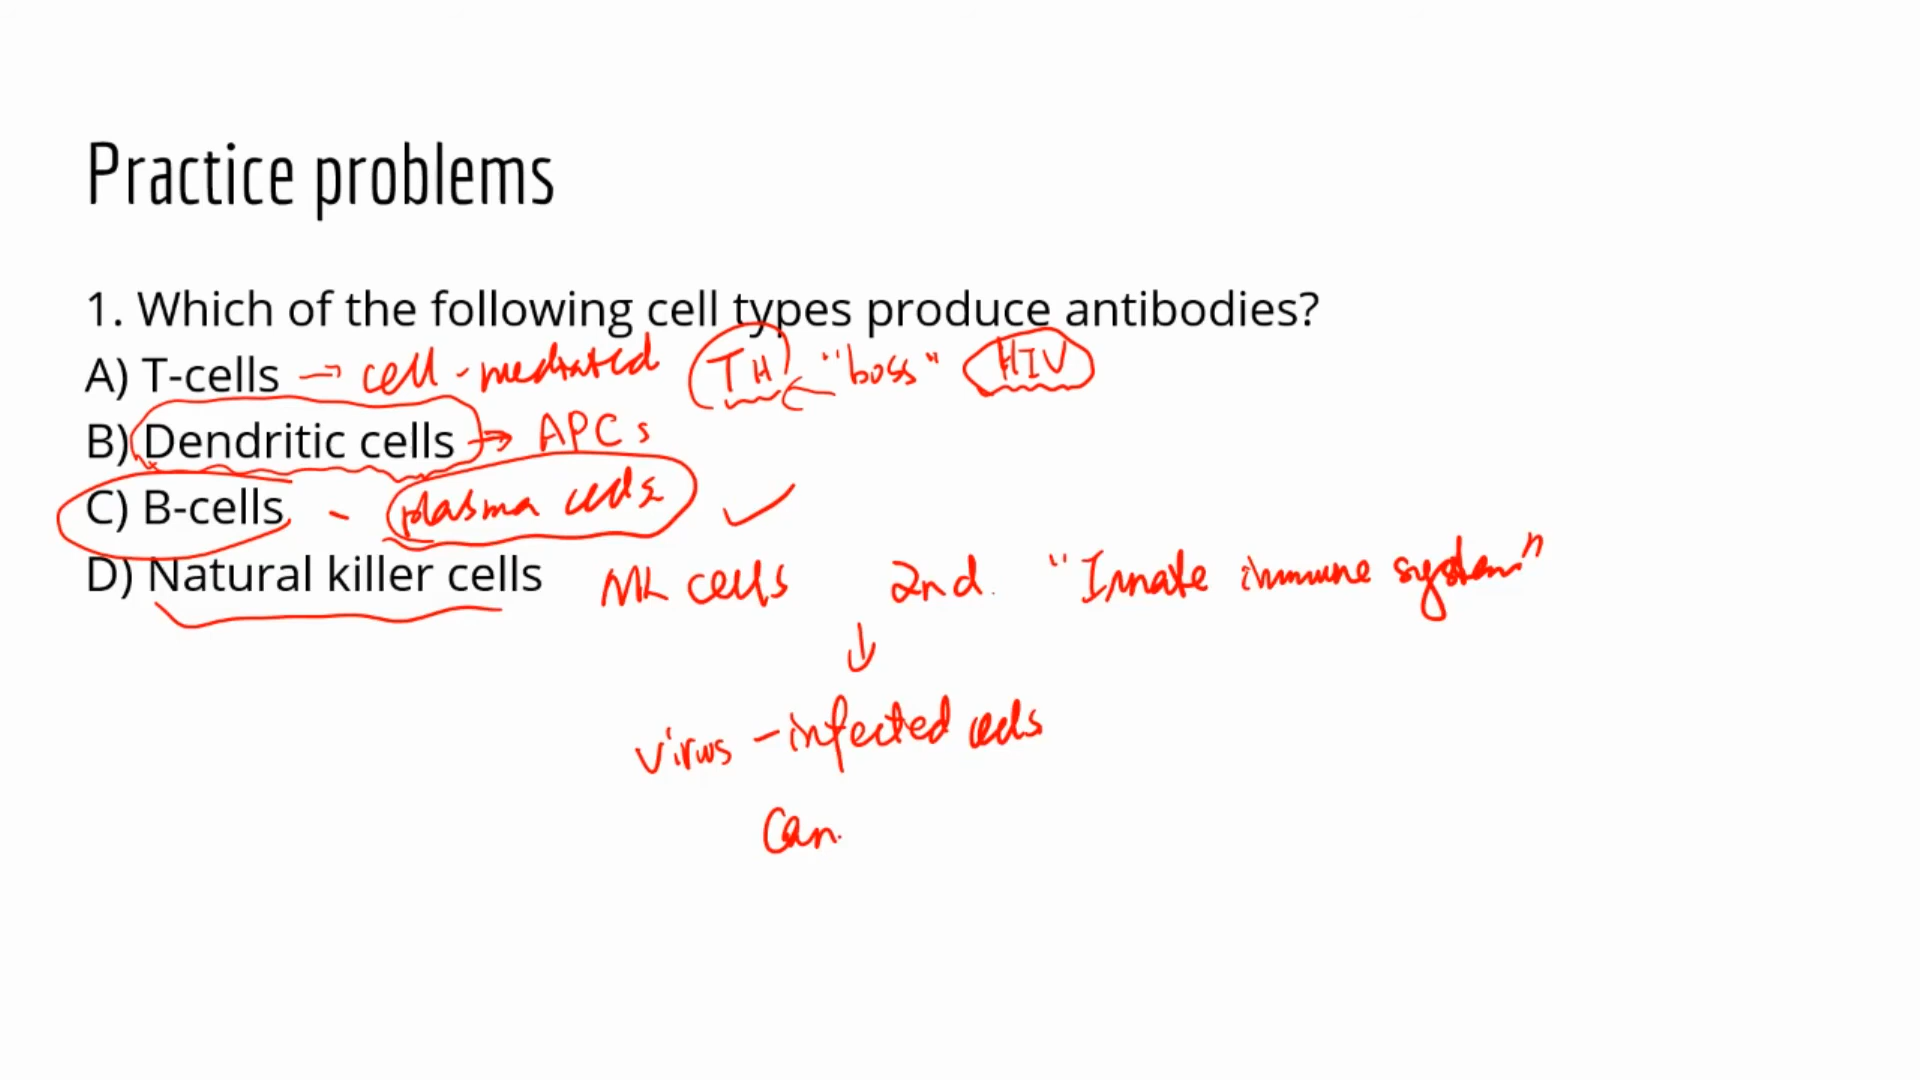 Practice problems
1. Which of the following cell types produce antibodies?
A) T-cells → cell-mediated TH "boss" HIV
B) Dendritic cells → APCs
C) B-cells - plasma cells ✓
D) Natural killer cells NK cells 2nd. "Innate immune system"
↓
virus-infected cells
Can